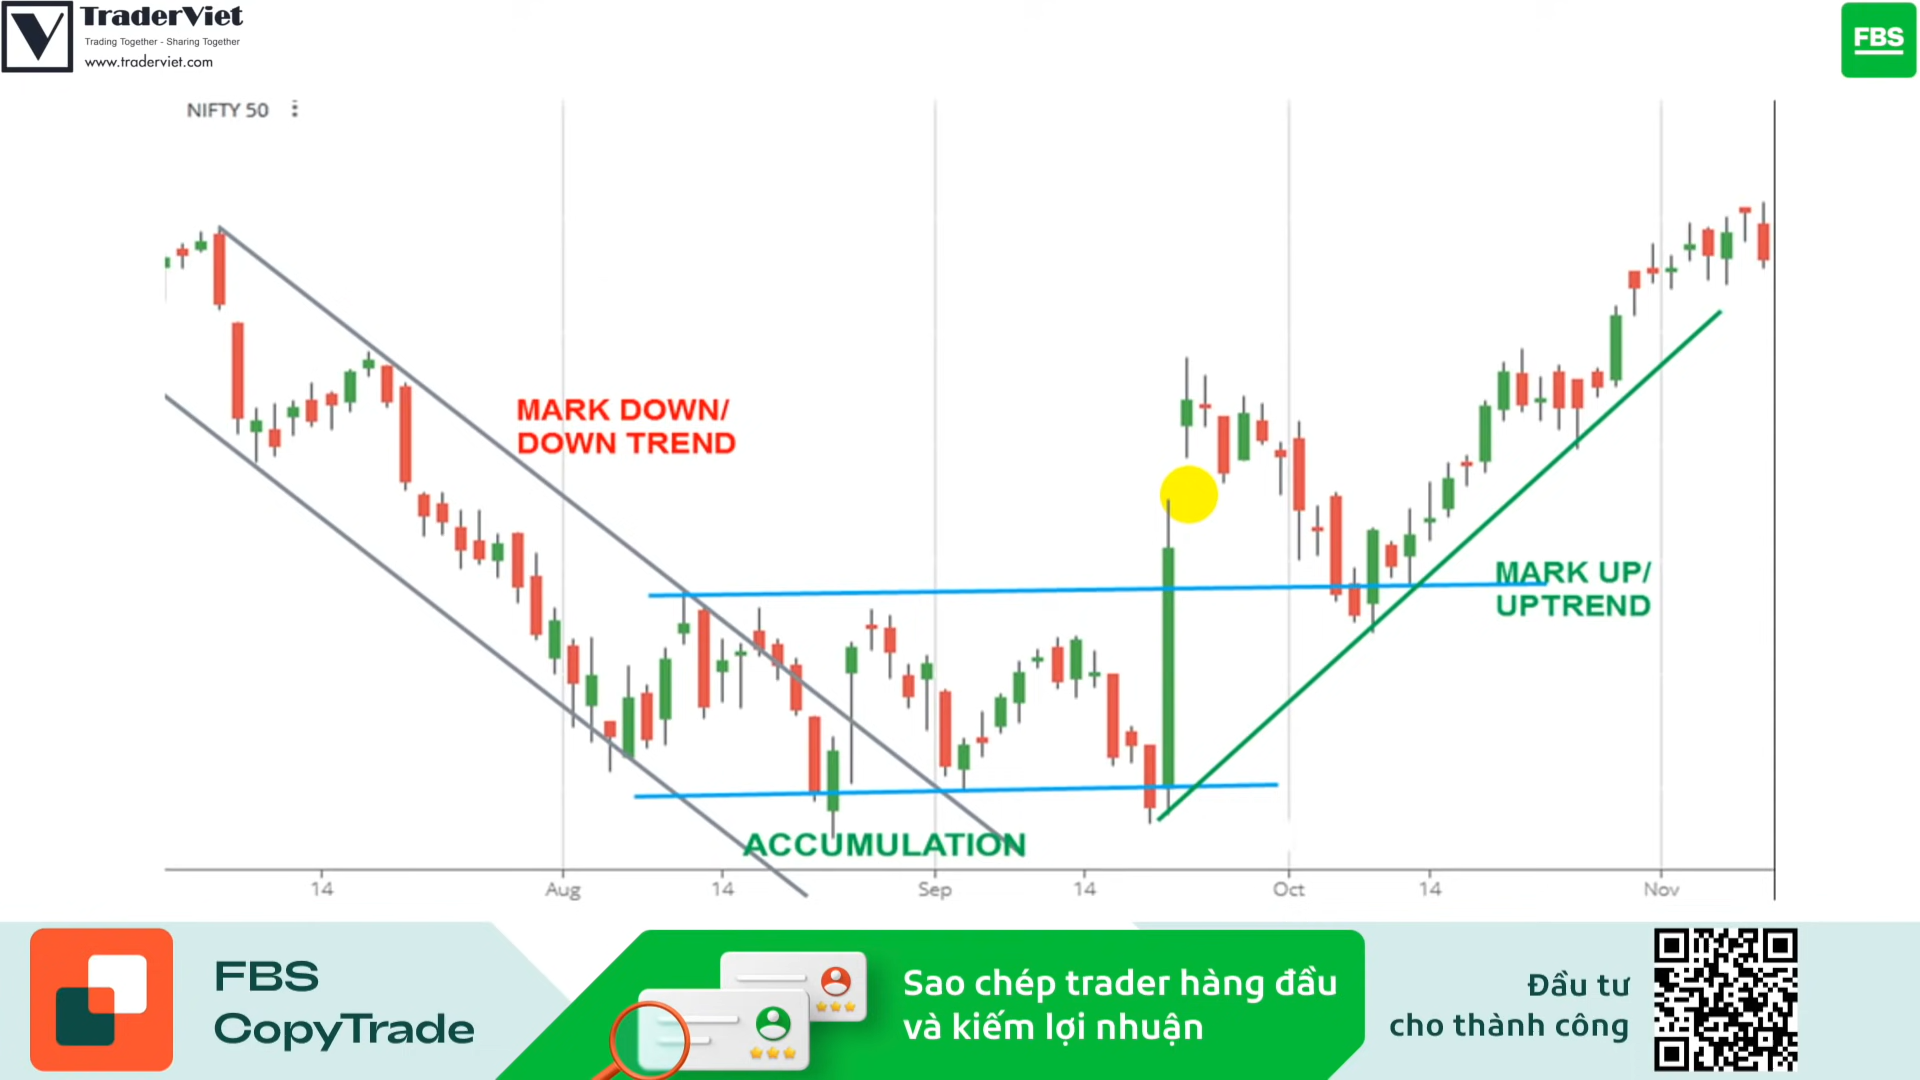 TraderViet
Trading Together - Sharing Together
www.traderviet.com
FBS
NIFTY 50
MARK DOWN/
DOWN TREND
MARK UP/
UPTREND
ACCUMULATION
14
Aug
14
Sep
14
Oct
14
Nov
FBS
CopyTrade
Sao chép trader hàng đầu
và kiếm lợi nhuận
Đầu tư
cho thành công